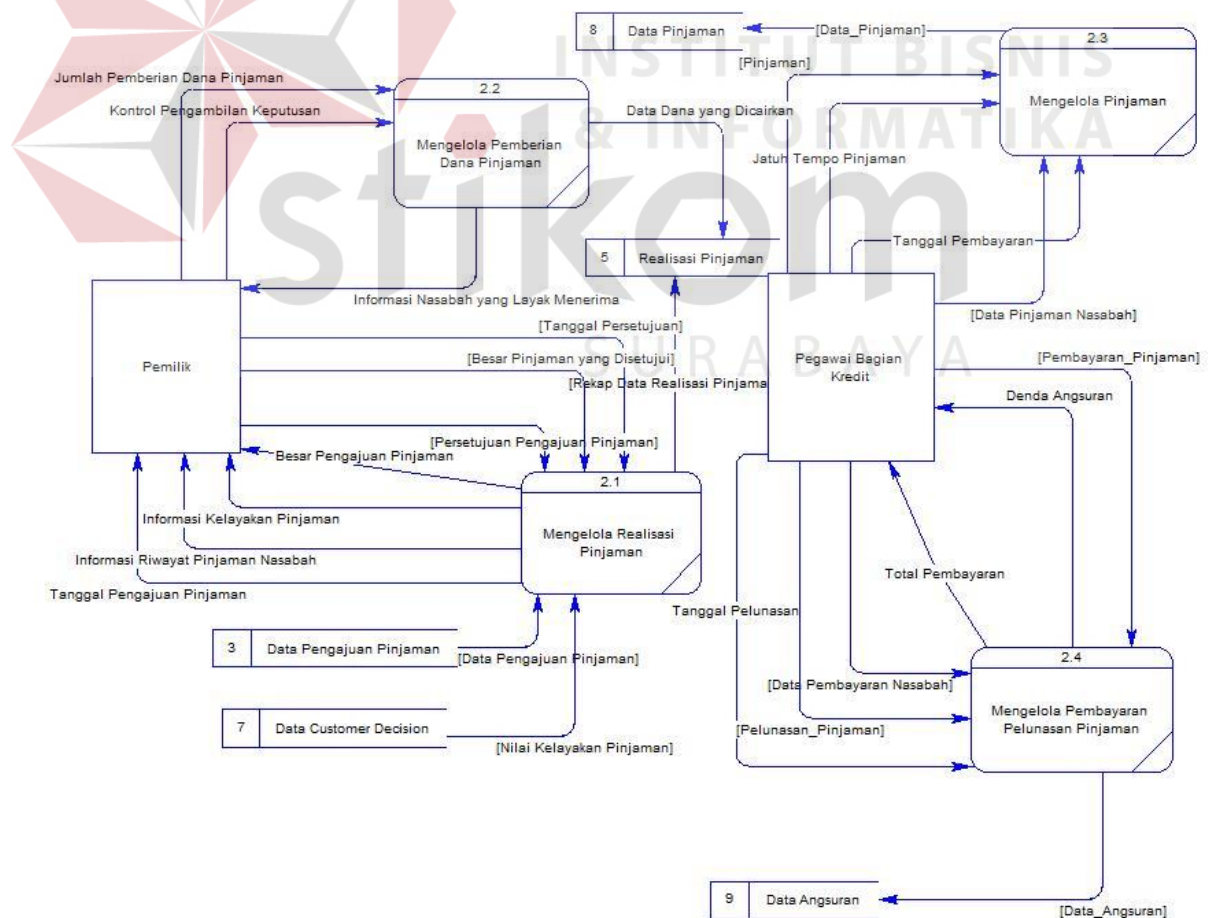 8 Data Pinjaman
[Data_Pinjaman]
2.3
INSTITUT BISNIS
[Pinjaman]
Jumlah Pemberian Dana Pinjaman
2.2
Mengelola Pinjaman
Kontrol Pengambilan Keputusan
Data Dana yang Dicairkan
& INFORMATIKA
Mengelola Pemberian
Dana Pinjaman
Jatuh Tempo Pinjaman
stikom
Tanggal Pembayaran
5 Realisasi Pinjaman
Informasi Nasabah yang Layak Menerima
[Data Pinjaman Nasabah]
[Tanggal Persetujuan]
SURABAYA
[Besar Pinjaman yang Disetujui]
[Pembayaran_Pinjaman]
Pemilik
Pegawai Bagian
Kredit
[Rekap Data Realisasi Pinjama
Denda Angsuran
[Persetujuan Pengajuan Pinjaman]
Besar Pengajuan Pinjaman
2.1
Informasi Kelayakan Pinjaman
Mengelola Realisasi
Pinjaman
Informasi Riwayat Pinjaman Nasabah
Total Pembayaran
Tanggal Pengajuan Pinjaman
Tanggal Pelunasan
3 Data Pengajuan Pinjaman
[Data Pengajuan Pinjaman]
2.4
[Data Pembayaran Nasabah]
Mengelola Pembayaran
Pelunasan Pinjaman
7 Data Customer Decision
[Pelunasan_Pinjaman]
[Nilai Kelayakan Pinjaman]
9 Data Angsuran
[Data_Angsuran]